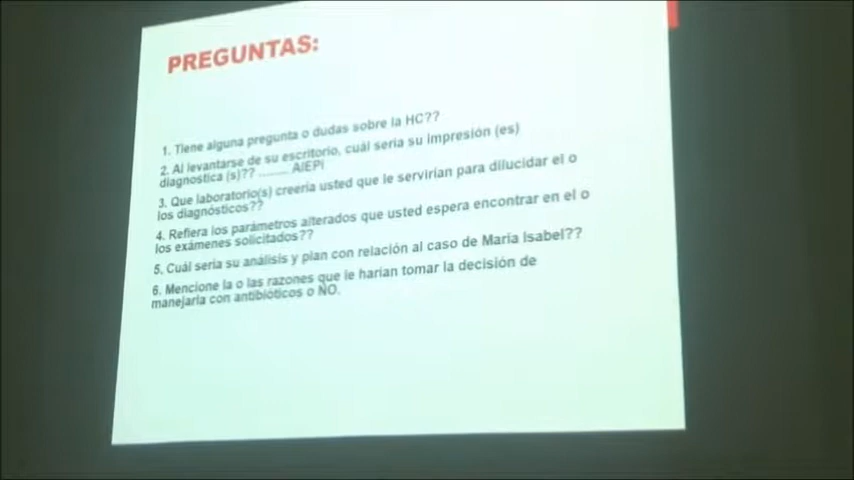 PREGUNTAS:
1. Tiene alguna pregunta o dudas sobre la HC??
2. Al levantarse de su escritorio, cuál seria su impresión (es)
diagnostica (s)?? ........ AIEPI
3. Que laboratorio(s) creería usted que le servirían para dilucidar el o
los diagnósticos??
4. Refiera los parámetros alterados que usted espera encontrar en el o
los exámenes solicitados??
5. Cuál seria su análisis y plan con relación al caso de María Isabel??
6. Mencione la o las razones que le harían tomar la decisión de
manejarla con antibióticos o NO.